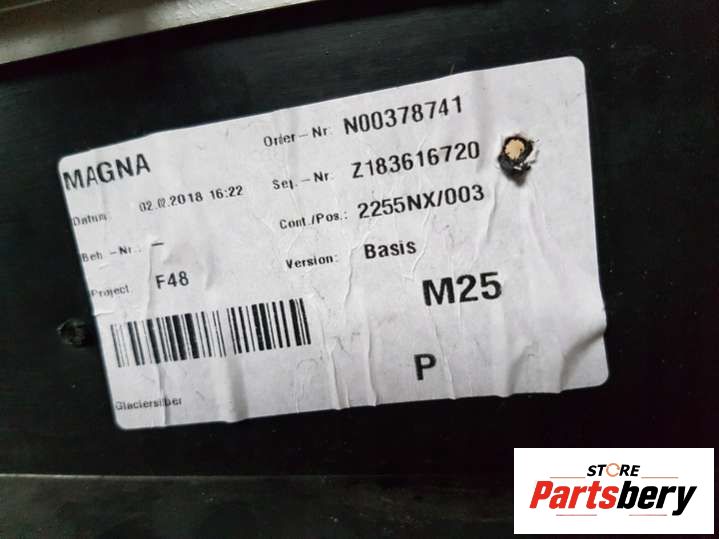 MAGNA Order-Nr: N00378741
Datum: 02.02.2018 16:22 Seq.-Nr: Z183616720
Beh.-Nr.: – Cont./Pos.: 2255NX/003
Project: F48 Version: Basis
M25
P
Glaciersilber
STORE
Partsbery